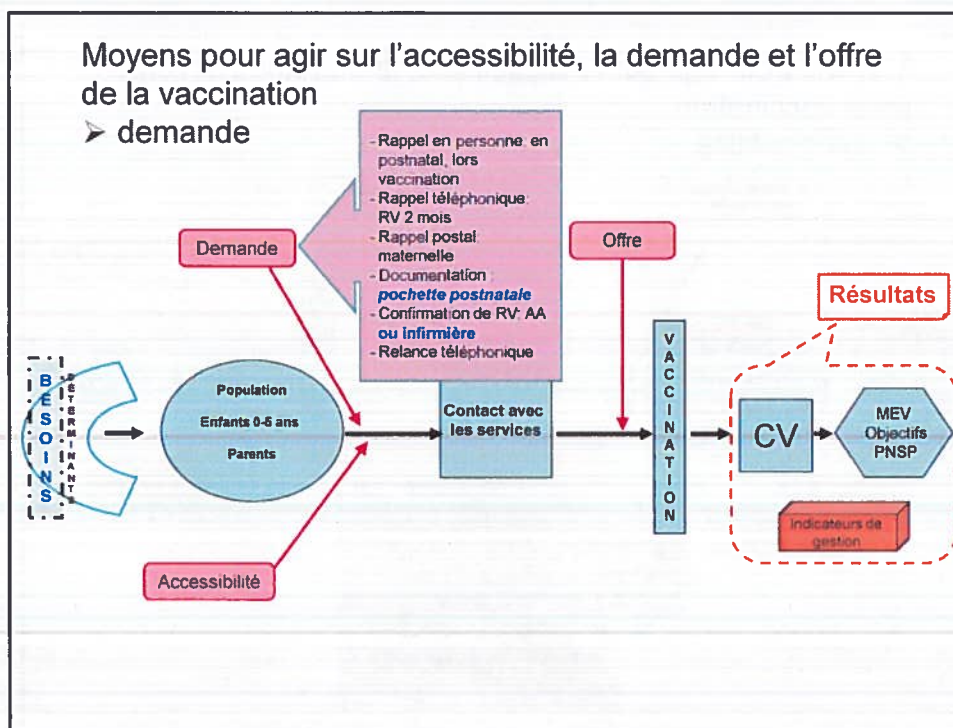 Moyens pour agir sur l'accessibilité, la demande et l'offre
de la vaccination
➢ demande
- Rappel en personne: en
postnatal, lors
vaccination
- Rappel téléphonique:
RV 2 mois
- Rappel postal:
maternelle
- Documentation :
pochette postnatale
- Confirmation de RV: AA
ou infirmière
- Relance téléphonique
Demande
Offre
Résultats
BESOINS
DÉTERMINANTS
Population
Enfants 0-5 ans
Parents
Contact avec
les services
VACCINATION
CV
MEV
Objectifs
PNSP
Indicateurs de
gestion
Accessibilité